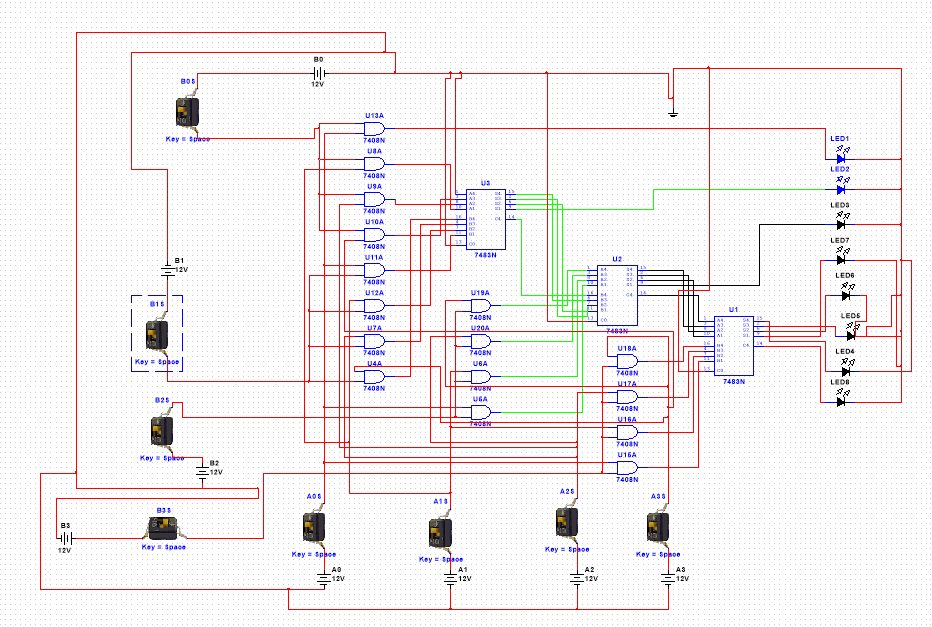 B0
12V
B0S
Key = Space
U13A
7408N
LED1
U8A
7408N
LED2
U9A
7408N
U3
7483N
LED3
U10A
7408N
LED7
U11A
7408N
B1
12V
U2
7483N
LED6
B1S
Key = Space
U12A
7408N
U19A
7408N
U1
7483N
LED5
U7A
7408N
U20A
7408N
U18A
7408N
LED4
U4A
7408N
U6A
7408N
U17A
7408N
LED8
B2S
Key = Space
U5A
7408N
U16A
7408N
B2
12V
U15A
7408N
A0S
Key = Space
A1S
Key = Space
A2S
Key = Space
A3S
Key = Space
B3
12V
B3S
Key = Space
A0
12V
A1
12V
A2
12V
A3
12V